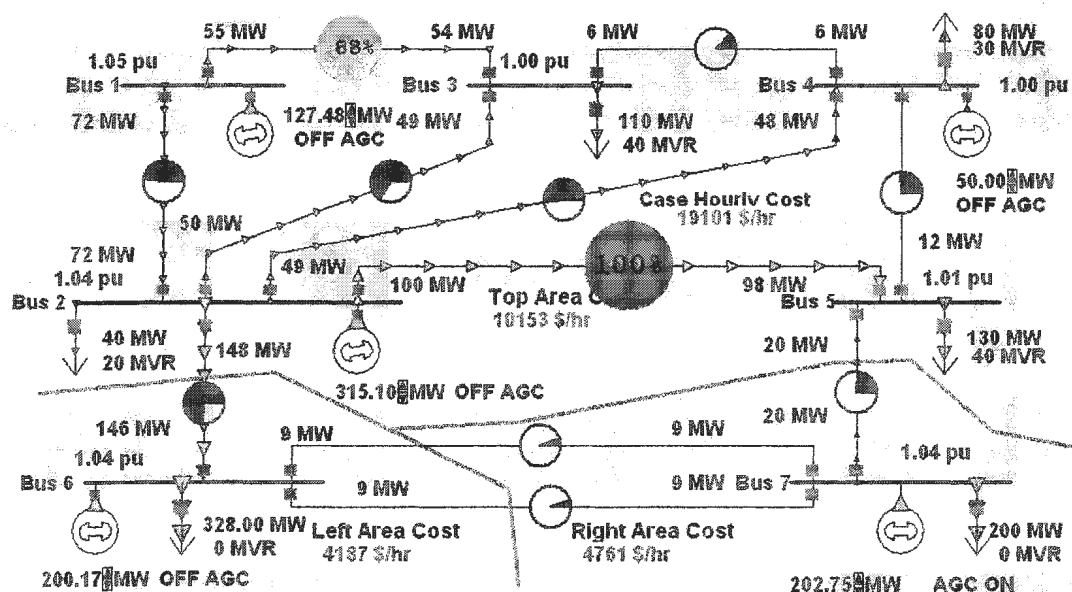 55 MW
68%
54 MW
6 MW
6 MW
80 MW
30 MVR
1.05 pu
1.00 pu
Bus 1
Bus 3
Bus 4
1.00 pu
72 MW
127.48 MW
OFF AGC
49 MW
110 MW
40 MVR
48 MW
50.00 MW
OFF AGC
Case Hourly Cost
19101 $/hr
50 MW
12 MW
72 MW
49 MW
100%
1.04 pu
100 MW
98 MW
1.01 pu
Bus 2
Top Area C
Bus 5
10153 $/hr
40 MW
20 MVR
148 MW
20 MW
130 MW
40 MVR
315.10 MW OFF AGC
146 MW
9 MW
9 MW
20 MW
1.04 pu
1.04 pu
Bus 6
9 MW
9 MW
Bus 7
328.00 MW
0 MVR
Left Area Cost
4187 $/hr
Right Area Cost
4761 $/hr
200 MW
0 MVR
200.17 MW OFF AGC
202.75 MW AGC ON